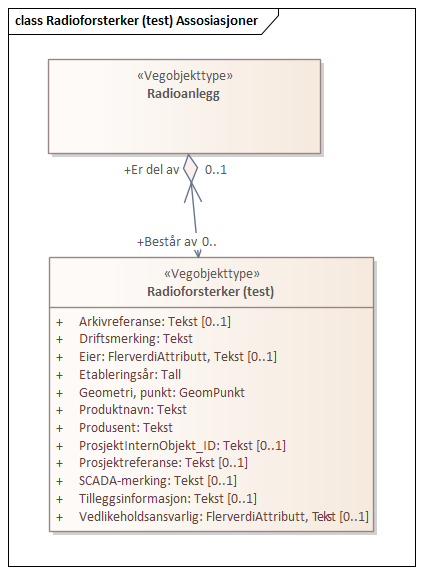 class Radioforsterker (test) Assosiasjoner
«Vegobjekttype»
Radioanlegg
+Er del av 0..1
+Består av 0..
«Vegobjekttype»
Radioforsterker (test)
+ Arkivreferanse: Tekst [0..1]
+ Driftsmerking: Tekst
+ Eier: FlerverdiAttributt, Tekst [0..1]
+ Etableringsår: Tall
+ Geometri, punkt: GeomPunkt
+ Produktnavn: Tekst
+ Produsent: Tekst
+ ProsjektInternObjekt_ID: Tekst [0..1]
+ Prosjektreferanse: Tekst [0..1]
+ SCADA-merking: Tekst [0..1]
+ Tilleggsinformasjon: Tekst [0..1]
+ Vedlikeholdsansvarlig: FlerverdiAttributt, Tekst [0..1]